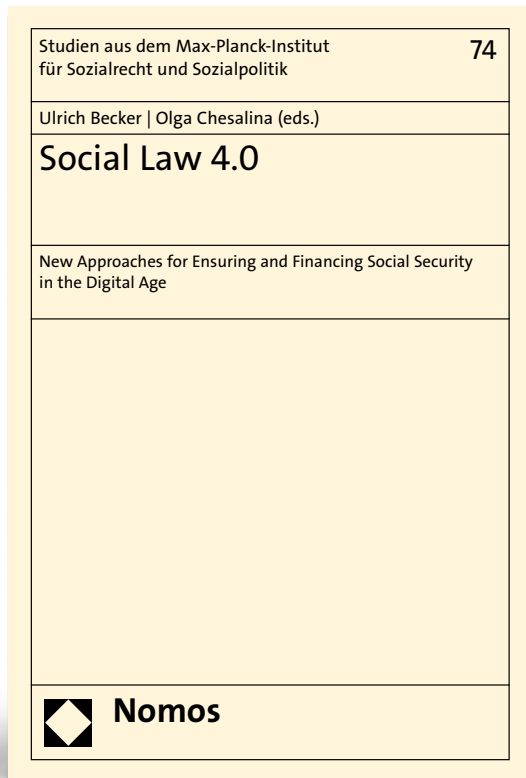 Studien aus dem Max-Planck-Institut
für Sozialrecht und Sozialpolitik
74
Ulrich Becker | Olga Chesalina (eds.)
Social Law 4.0
New Approaches for Ensuring and Financing Social Security
in the Digital Age
Nomos